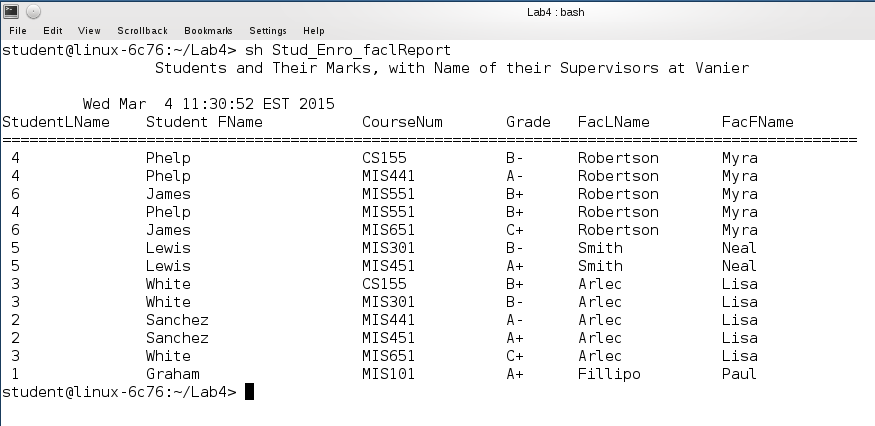 Lab4 : bash
File Edit View Scrollback Bookmarks Settings Help
student@linux-6c76:~/Lab4> sh Stud_Enro_faclReport
Students and Their Marks, with Name of their Supervisors at Vanier
Wed Mar  4 11:30:52 EST 2015
StudentLName Student FName CourseNum Grade FacLName FacFName
===============================================================================================
4 Phelp CS155 B- Robertson Myra
4 Phelp MIS441 A- Robertson Myra
6 James MIS551 B+ Robertson Myra
4 Phelp MIS551 B+ Robertson Myra
6 James MIS651 C+ Robertson Myra
5 Lewis MIS301 B- Smith Neal
5 Lewis MIS451 A+ Smith Neal
3 White CS155 B+ Arlec Lisa
3 White MIS301 B- Arlec Lisa
2 Sanchez MIS441 A- Arlec Lisa
2 Sanchez MIS451 A+ Arlec Lisa
3 White MIS651 C+ Arlec Lisa
1 Graham MIS101 A+ Fillipo Paul
student@linux-6c76:~/Lab4>